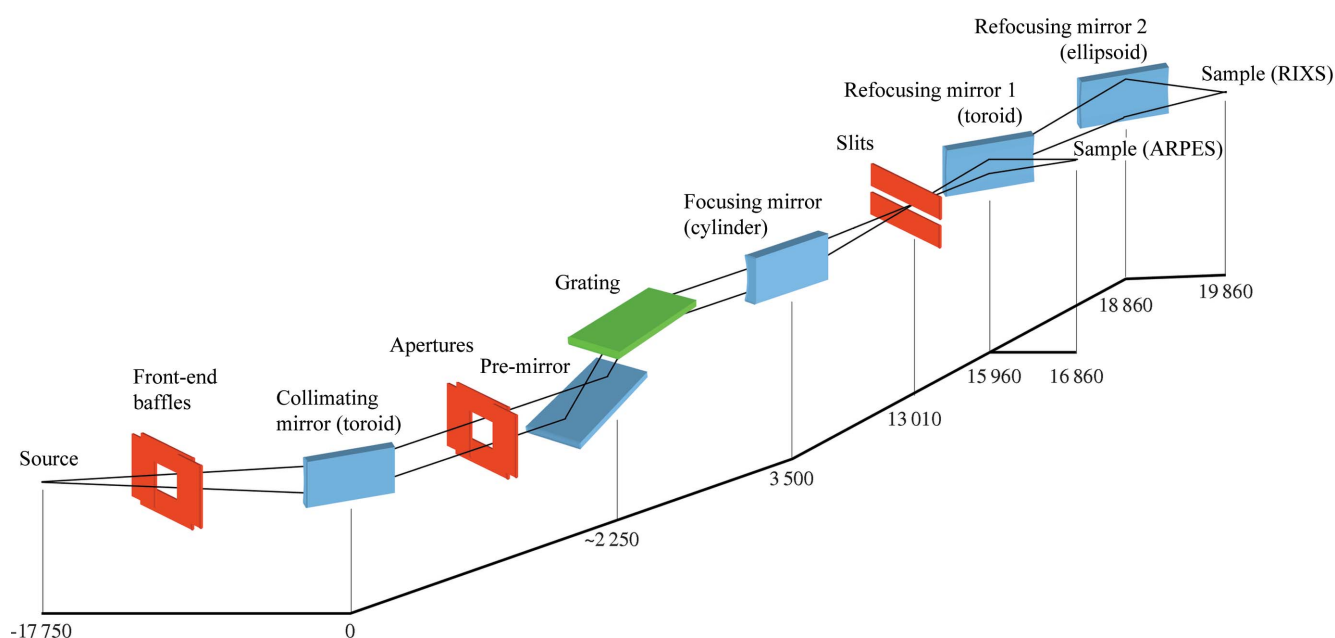 Refocusing mirror 2
(ellipsoid)
Sample (RIXS)
Refocusing mirror 1
(toroid)
Slits
Sample (ARPES)
Focusing mirror
(cylinder)
Grating
Apertures
Pre-mirror
Front-end
baffles
Collimating
mirror (toroid)
Source
18 860
19 860
15 960
16 860
13 010
3 500
~2 250
-17 750
0